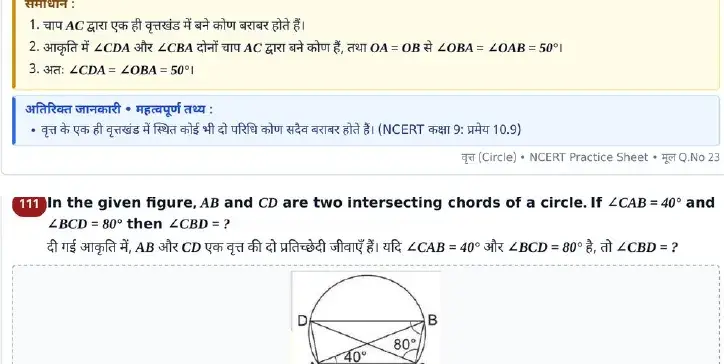 समाधान :
1. चाप AC द्वारा एक ही वृत्तखंड में बने कोण बराबर होते हैं।
2. आकृति में ∠CDA और ∠CBA दोनों चाप AC द्वारा बने कोण हैं, तथा OA = OB से ∠OBA = ∠OAB = 50°।
3. अतः ∠CDA = ∠OBA = 50°।
अतिरिक्त जानकारी • महत्वपूर्ण तथ्य :
• वृत्त के एक ही वृत्तखंड में स्थित कोई भी दो परिधि कोण सदैव बराबर होते हैं। (NCERT कक्षा 9: प्रमेय 10.9)
वृत्त (Circle) • NCERT Practice Sheet • मूल Q.No 23
111 In the given figure, AB and CD are two intersecting chords of a circle. If ∠CAB = 40° and
∠BCD = 80° then ∠CBD = ?
दी गई आकृति में, AB और CD एक वृत्त की दो प्रतिच्छेदी जीवाएँ हैं। यदि ∠CAB = 40° और ∠BCD = 80° है, तो ∠CBD = ?
D B
80°
40°